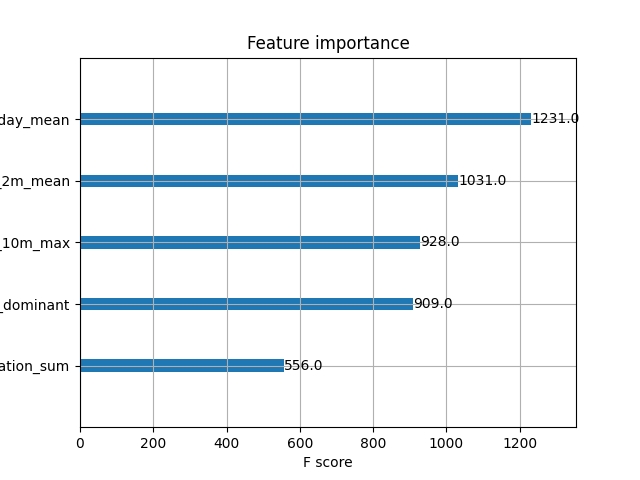 Feature importance
day_mean 1231.0
2m_mean 1031.0
_10m_max 928.0
_dominant 909.0
ation_sum 556.0
0 200 400 600 800 1000 1200
F score